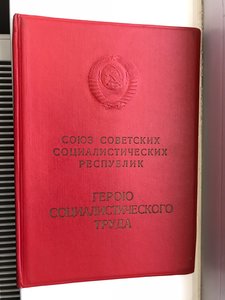 СОЮЗ СОВЕТСКИХ
СОЦИАЛИСТИЧЕСКИХ
РЕСПУБЛИК
ГЕРОЮ
СОЦИАЛИСТИЧЕСКОГО
ТРУДА